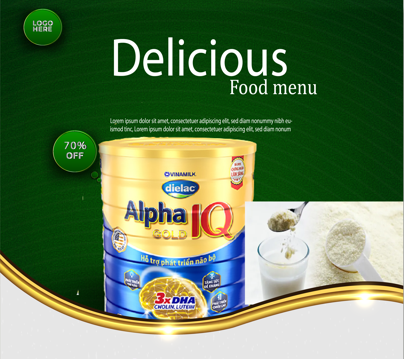 LOGO
HERE
Delicious
Food menu
Lorem ipsum dolor sit amet, consectetuer adipiscing elit, sed diam nonummy nibh eu-
ismod tinc, Lorem ipsum dolor sit amet, consectetuer adipiscing elit, sed diam nonum
70%
OFF
VINAMILK
dielac
Alpha IQ
GOLD
Hỗ trợ phát triển não bộ
3xDHA
CHOLIN, LUTEIN